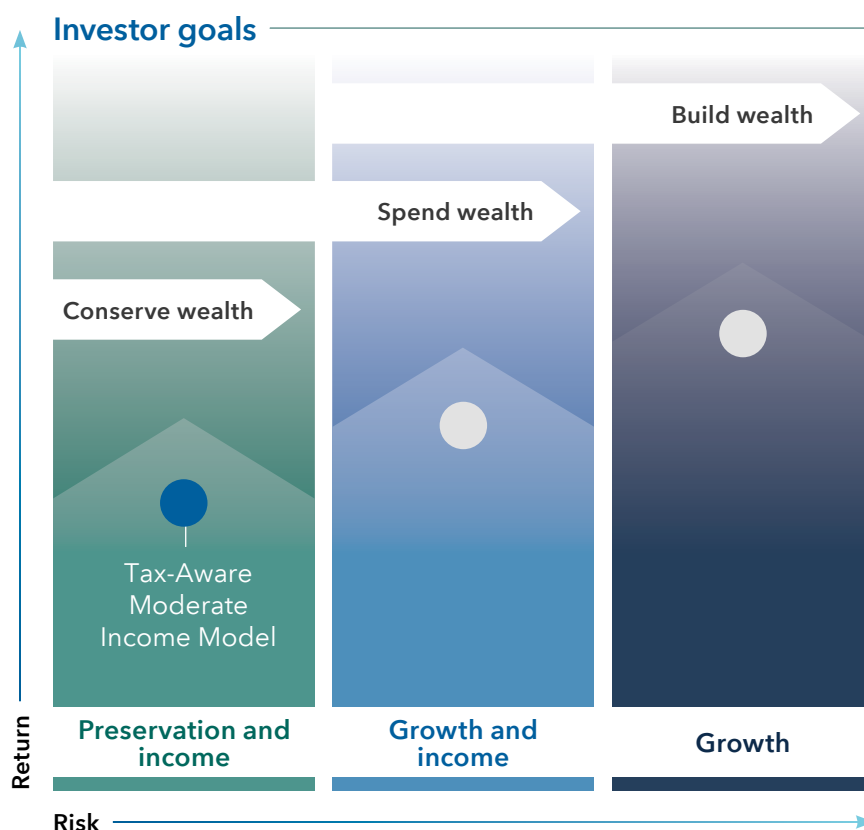 Investor goals
Build wealth
Spend wealth
Conserve wealth
Tax-Aware
Moderate
Income Model
Preservation and
income
Growth and
income
Growth
Return
Risk